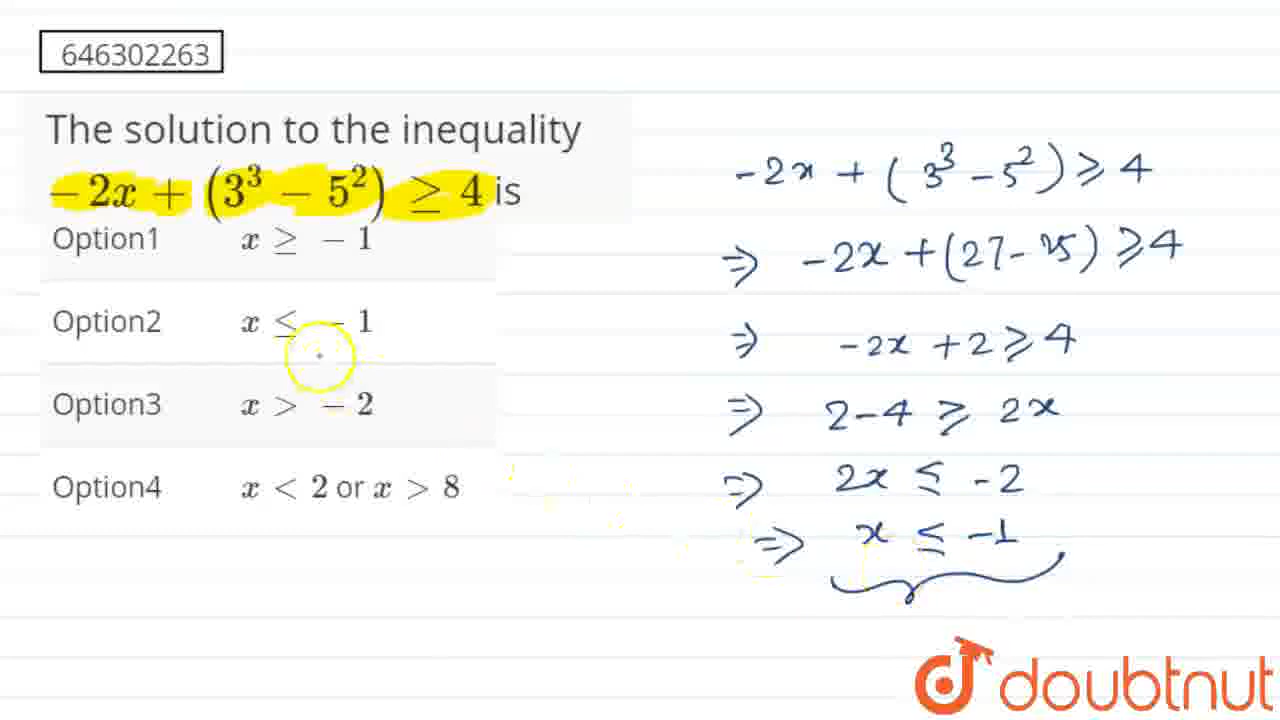 646302263
The solution to the inequality
−2x + (3³ − 5²) ≥ 4 is
Option1 x ≥ −1
Option2 x ≤ −1
Option3 x > −2
Option4 x < 2 or x > 8
-2x + (3³ - 5²) ≥ 4
⇒ -2x + (27 - 25) ≥ 4
⇒ -2x + 2 ≥ 4
⇒ 2 - 4 ≥ 2x
⇒ 2x ≤ -2
⇒ x ≤ -1
doubtnut